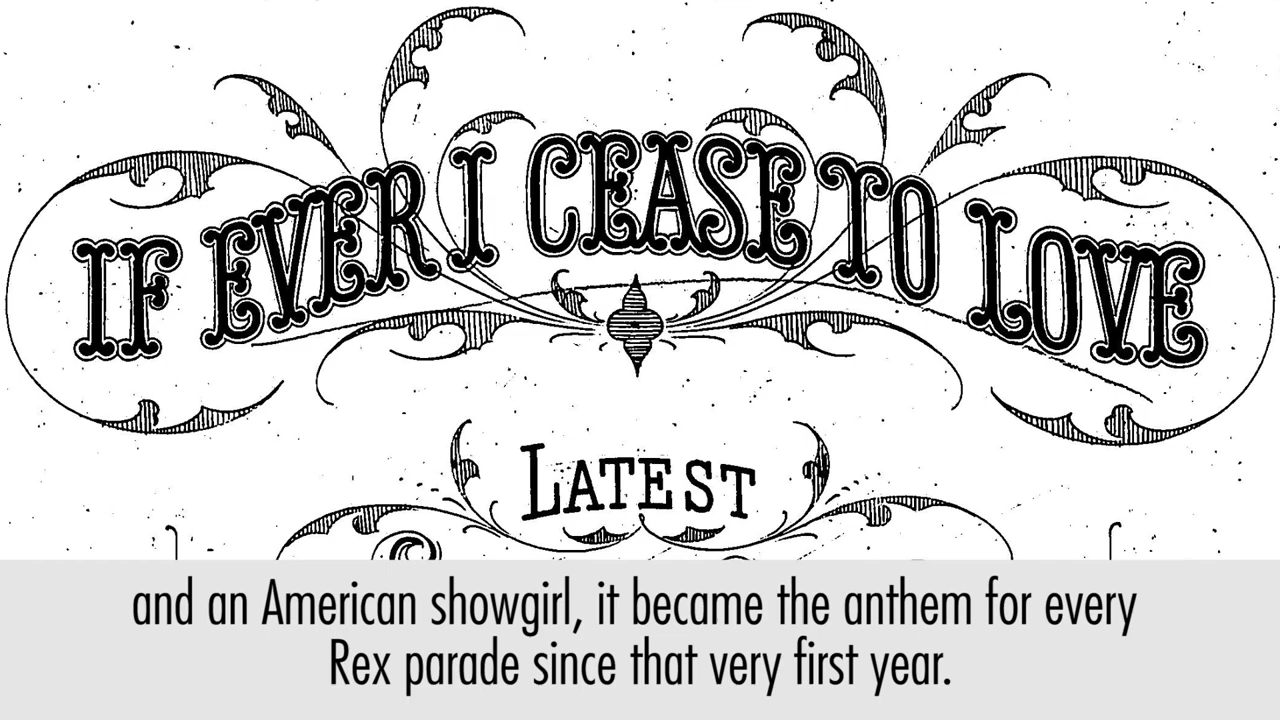 IF EVER I CEASE TO LOVE
LATEST
and an American showgirl, it became the anthem for every
Rex parade since that very first year.